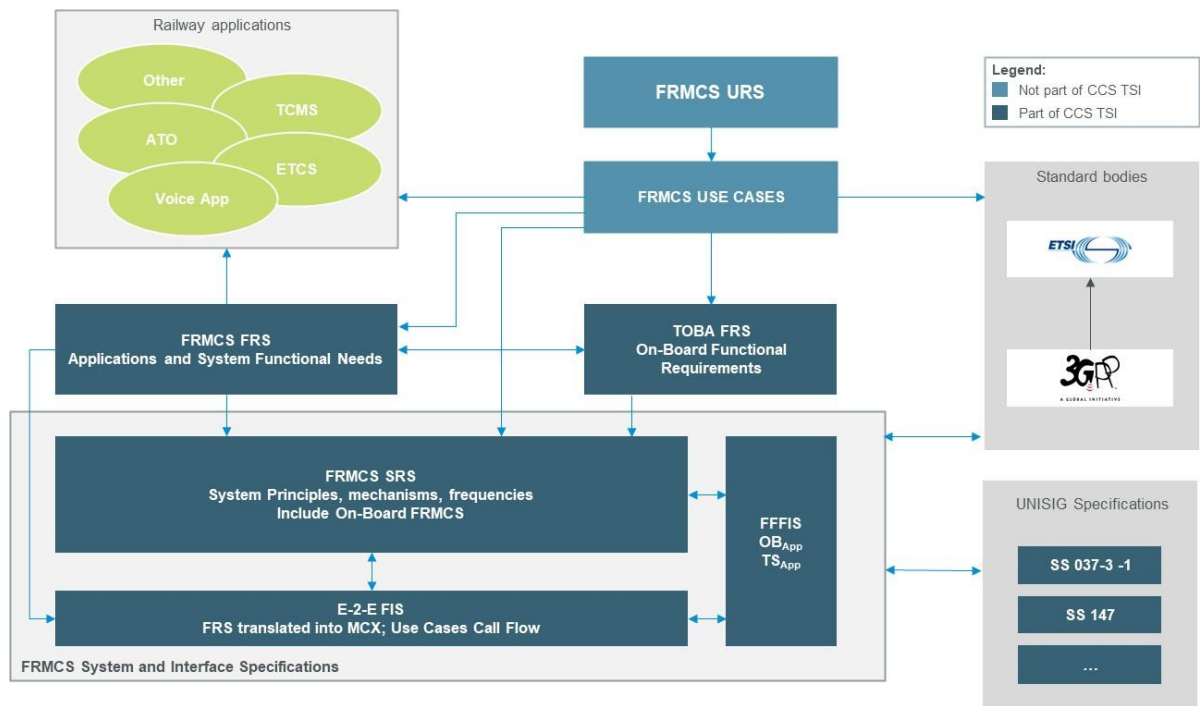 Railway applications
Other
TCMS
ATO
ETCS
Voice App
FRMCS URS
Legend:
Not part of CCS TSI
Part of CCS TSI
FRMCS USE CASES
Standard bodies
ETSI
3GPP
A GLOBAL INITIATIVE
FRMCS FRS
Applications and System Functional Needs
TOBA FRS
On-Board Functional
Requirements
FRMCS SRS
System Principles, mechanisms, frequencies
Include On-Board FRMCS
FFFIS
OBApp
TSApp
E-2-E FIS
FRS translated into MCX; Use Cases Call Flow
FRMCS System and Interface Specifications
UNISIG Specifications
SS 037-3 -1
SS 147
...